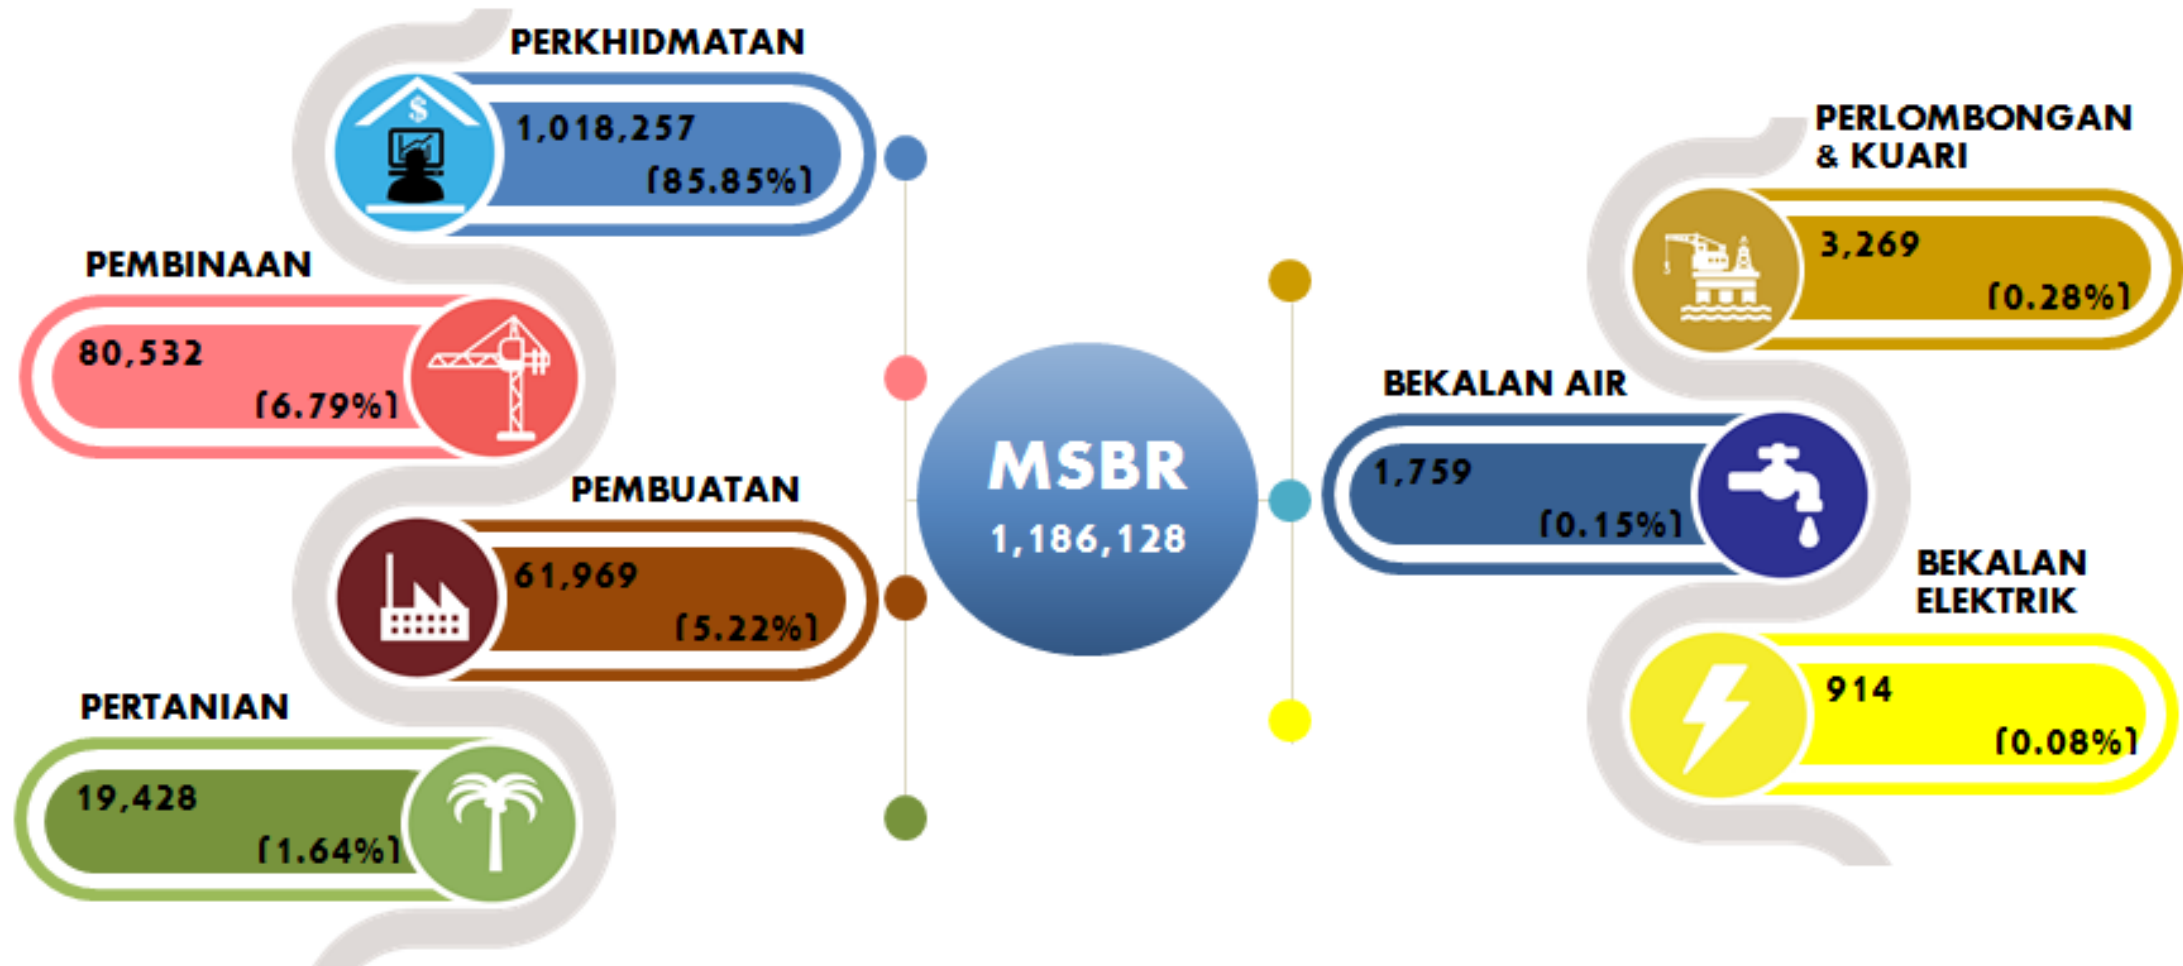 PERKHIDMATAN
$
1,018,257
(85.85%)
PEMBINAAN
80,532
(6.79%)
PEMBUATAN
61,969
(5.22%)
PERTANIAN
19,428
(1.64%)
MSBR
1,186,128
PERLOMBONGAN
& KUARI
3,269
(0.28%)
BEKALAN AIR
1,759
(0.15%)
BEKALAN
ELEKTRIK
914
(0.08%)